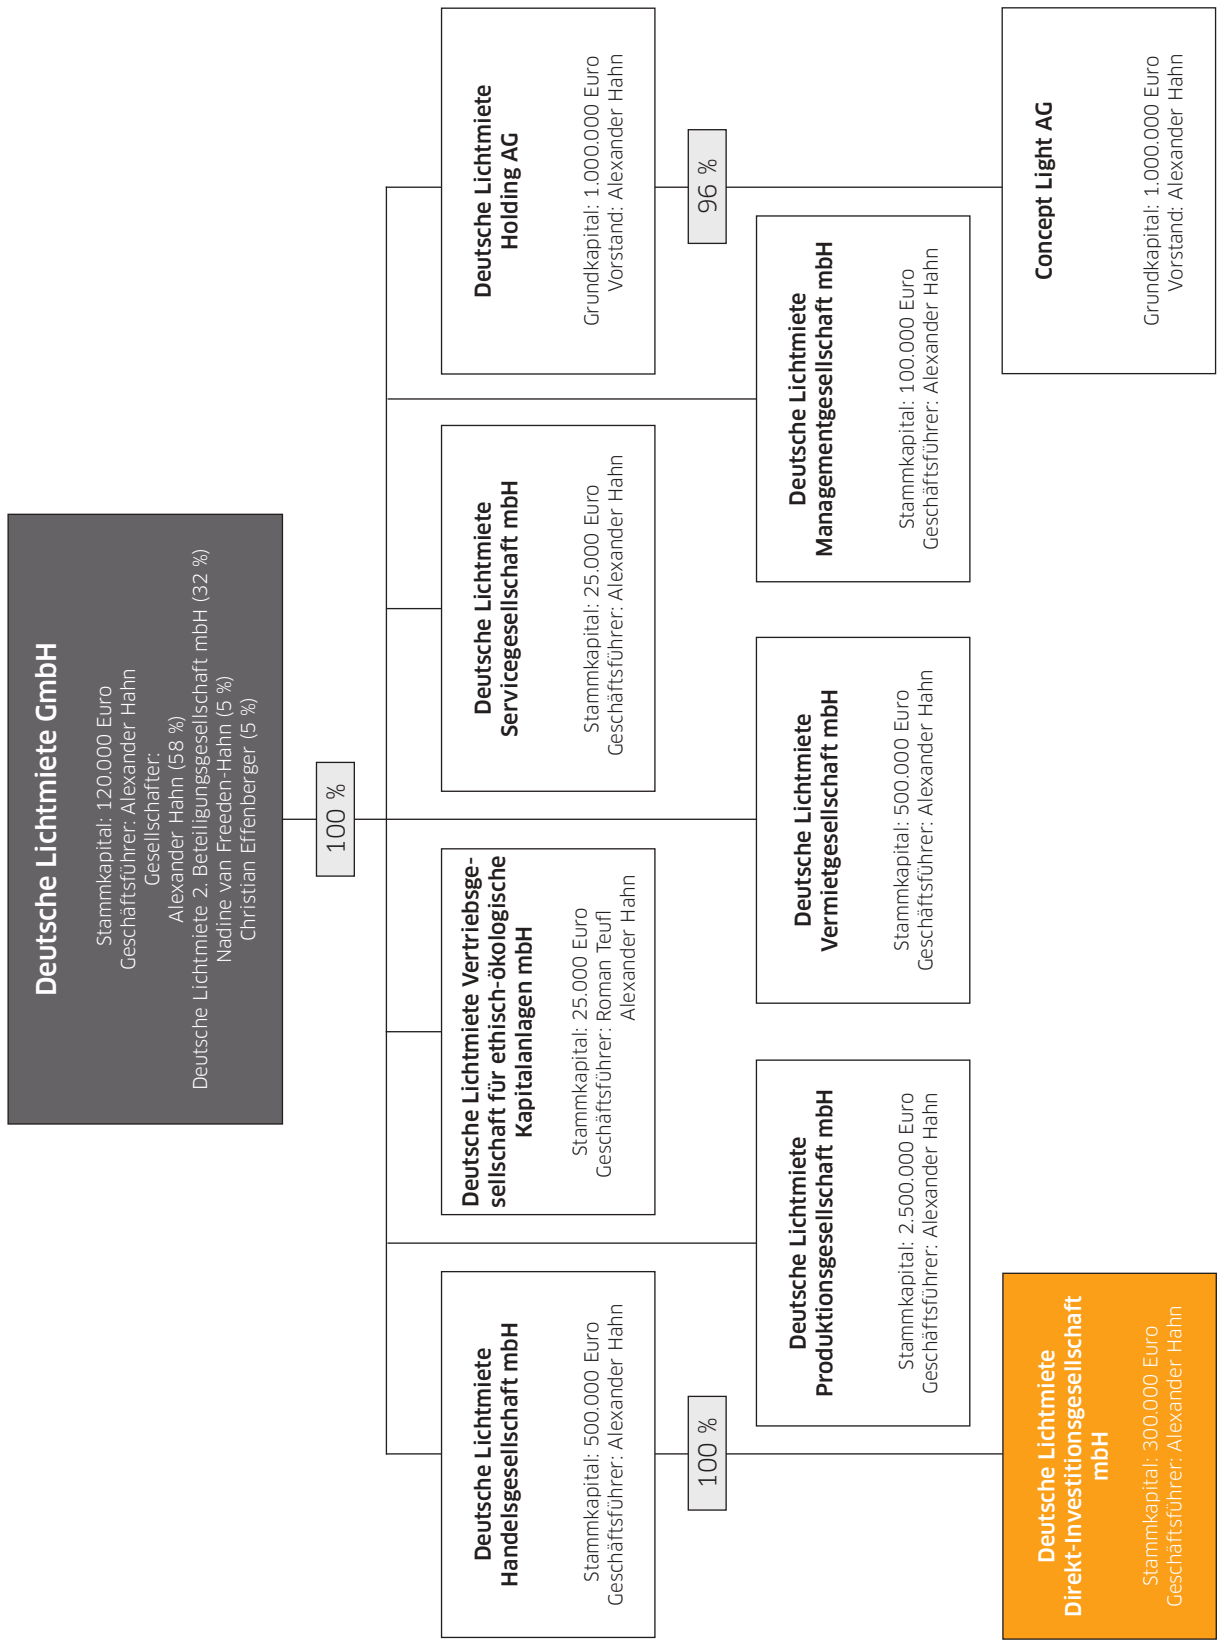 Deutsche Lichtmiete GmbH
Stammkapital: 120.000 Euro
Geschäftsführer: Alexander Hahn
Gesellschafter:
Alexander Hahn (58 %)
Deutsche Lichtmiete 2. Beteiligungsgesellschaft mbH (32 %)
Nadine van Freeden-Hahn (5 %)
Christian Effenberger (5 %)
100 %
Deutsche Lichtmiete
Handelsgesellschaft mbH
Stammkapital: 500.000 Euro
Geschäftsführer: Alexander Hahn
Deutsche Lichtmiete Vertriebsge-
sellschaft für ethisch-ökologische
Kapitalanlagen mbH
Stammkapital: 25.000 Euro
Geschäftsführer: Roman Teufl
Alexander Hahn
Deutsche Lichtmiete
Servicegesellschaft mbH
Stammkapital: 25.000 Euro
Geschäftsführer: Alexander Hahn
Deutsche Lichtmiete
Holding AG
Grundkapital: 1.000.000 Euro
Vorstand: Alexander Hahn
100 %
96 %
Deutsche Lichtmiete
Produktionsgesellschaft mbH
Stammkapital: 2.500.000 Euro
Geschäftsführer: Alexander Hahn
Deutsche Lichtmiete
Vermietgesellschaft mbH
Stammkapital: 500.000 Euro
Geschäftsführer: Alexander Hahn
Deutsche Lichtmiete
Managementgesellschaft mbH
Stammkapital: 100.000 Euro
Geschäftsführer: Alexander Hahn
Deutsche Lichtmiete
Direkt-Investitionsgesellschaft
mbH
Stammkapital: 300.000 Euro
Geschäftsführer: Alexander Hahn
Concept Light AG
Grundkapital: 1.000.000 Euro
Vorstand: Alexander Hahn